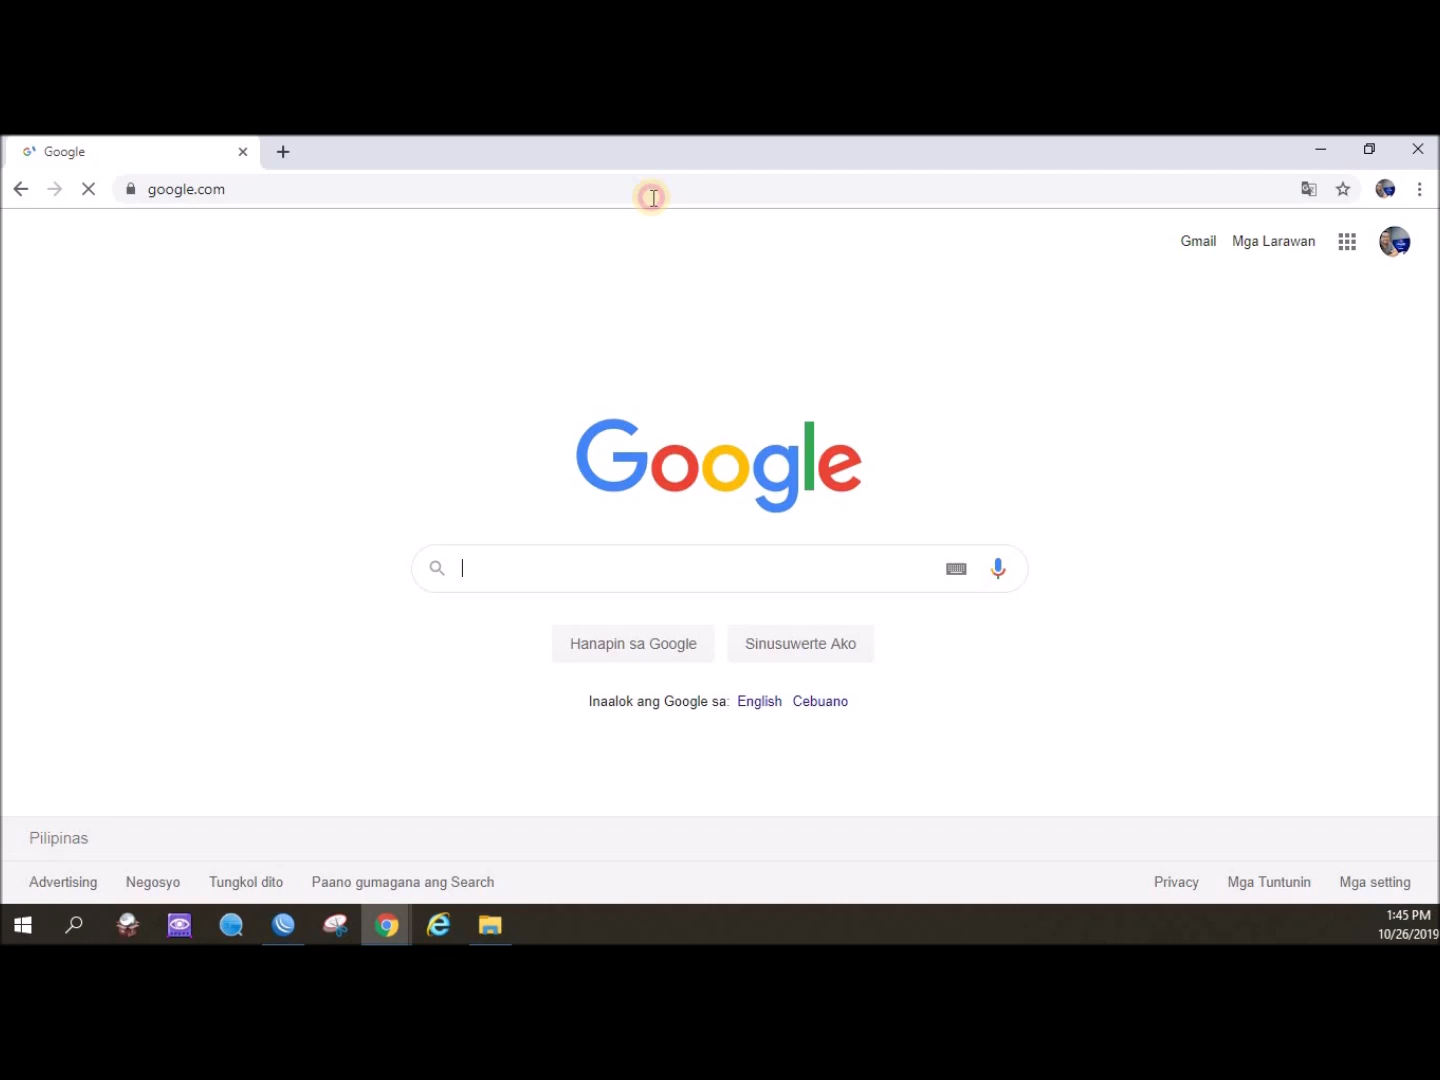 Google
google.com
Gmail Mga Larawan
Google
Hanapin sa Google Sinusuwerte Ako
Inaalok ang Google sa: English Cebuano
Pilipinas
Advertising Negosyo Tungkol dito Paano gumagana ang Search Privacy Mga Tuntunin Mga setting
1:45 PM
10/26/2019